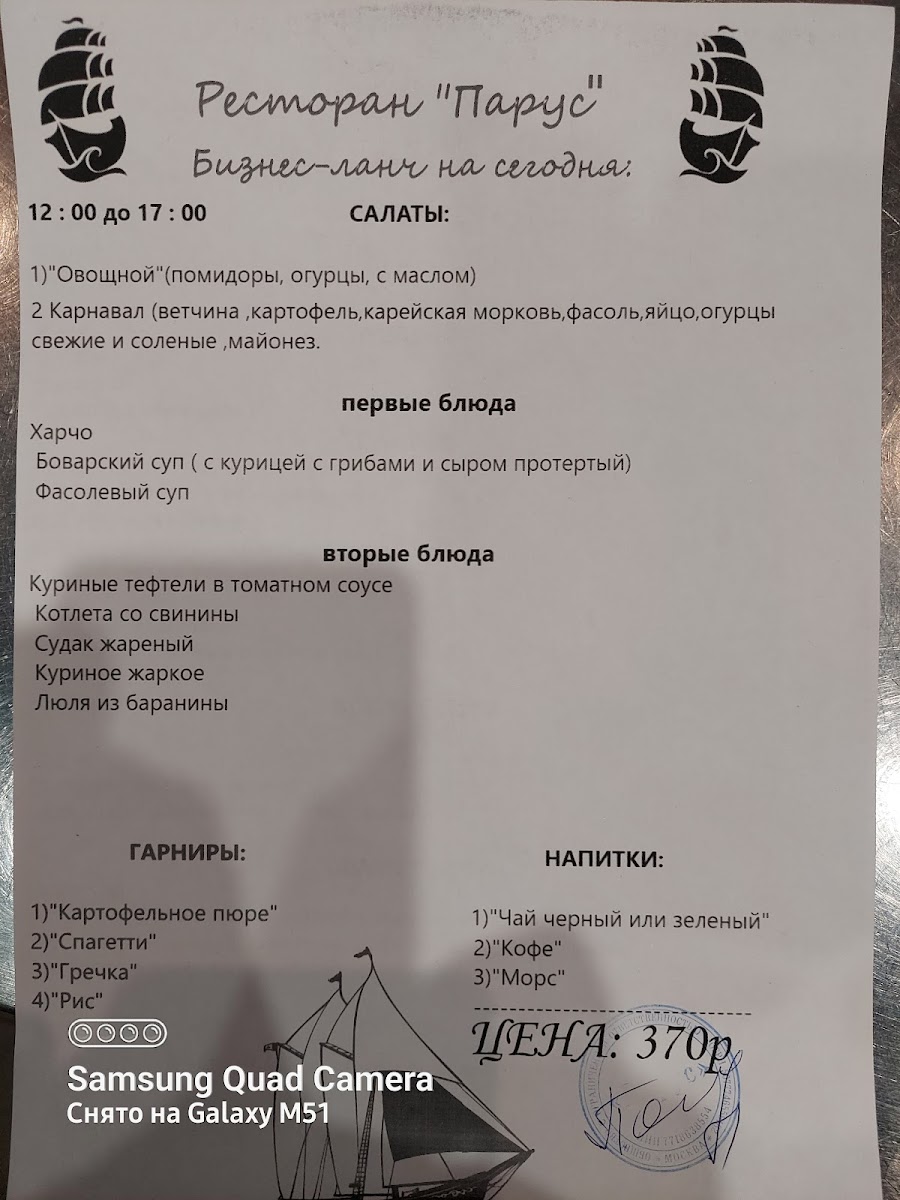 Ресторан "Парус"
Бизнес-ланч на сегодня:
12 : 00 до 17 : 00
САЛАТЫ:
1)"Овощной"(помидоры, огурцы, с маслом)
2 Карнавал (ветчина ,картофель,карейская морковь,фасоль,яйцо,огурцы
свежие и соленые ,майонез.
первые блюда
Харчо
Боварский суп ( с курицей с грибами и сыром протертый)
Фасолевый суп
вторые блюда
Куриные тефтели в томатном соусе
Котлета со свинины
Судак жареный
Куриное жаркое
Люля из баранины
ГАРНИРЫ:
1)"Картофельное пюре"
2)"Спагетти"
3)"Гречка"
4)"Рис"
НАПИТКИ:
1)"Чай черный или зеленый"
2)"Кофе"
3)"Морс"
ЦЕНА: 370р
МОСКВА
Samsung Quad Camera
Снято на Galaxy M51